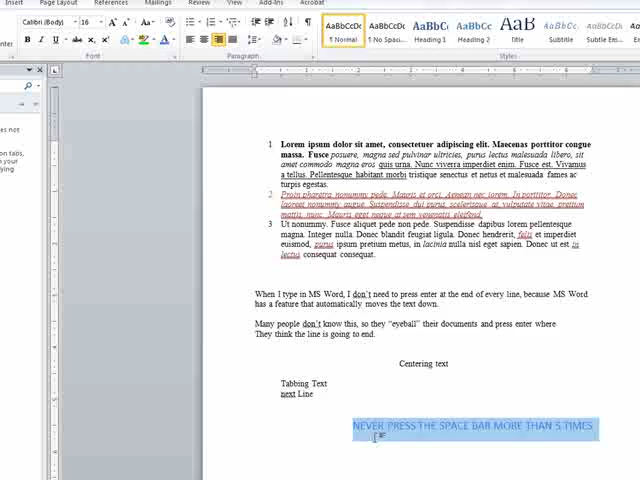 Insert Page Layout References Mailings Review View Add-Ins Acrobat
Calibri (Body) 16
Painter
Font Paragraph Styles
AaBbCcDc AaBbCcDc AaBbCc AaBbCc AaB AaBbCc. AaBbCcDc
¶ Normal ¶ No Spaci... Heading 1 Heading 2 Title Subtitle Subtle Em...
1 Lorem ipsum dolor sit amet, consectetuer adipiscing elit. Maecenas porttitor congue
massa. Fusce posuere, magna sed pulvinar ultricies, purus lectus malesuada libero, sit
amet commodo magna eros quis urna. Nunc viverra imperdiet enim. Fusce est. Vivamus
a tellus. Pellentesque habitant morbi tristique senectus et netus et malesuada fames ac
turpis egestas.
2 Proin pharetra nonummy pede. Mauris et orci. Aenean nec lorem. In porttitor. Donec
laoreet nonummy augue. Suspendisse dui purus, scelerisque at, vulputate vitae, pretium
mattis, nunc. Mauris eget neque at sem venenatis eleifend.
3 Ut nonummy. Fusce aliquet pede non pede. Suspendisse dapibus lorem pellentesque
magna. Integer nulla. Donec blandit feugiat ligula. Donec hendrerit, felis et imperdiet
euismod, purus ipsum pretium metus, in lacinia nulla nisl eget sapien. Donec ut est in
lectus consequat consequat.
When I type in MS Word, I don't need to press enter at the end of every line, because MS Word
has a feature that automatically moves the text down.
Many people don't know this, so they “eyeball” their documents and press enter where
They think the line is going to end.
Centering text
Tabbing Text
next Line
NEVER PRESS THE SPACE BAR MORE THAN 5 TIMES